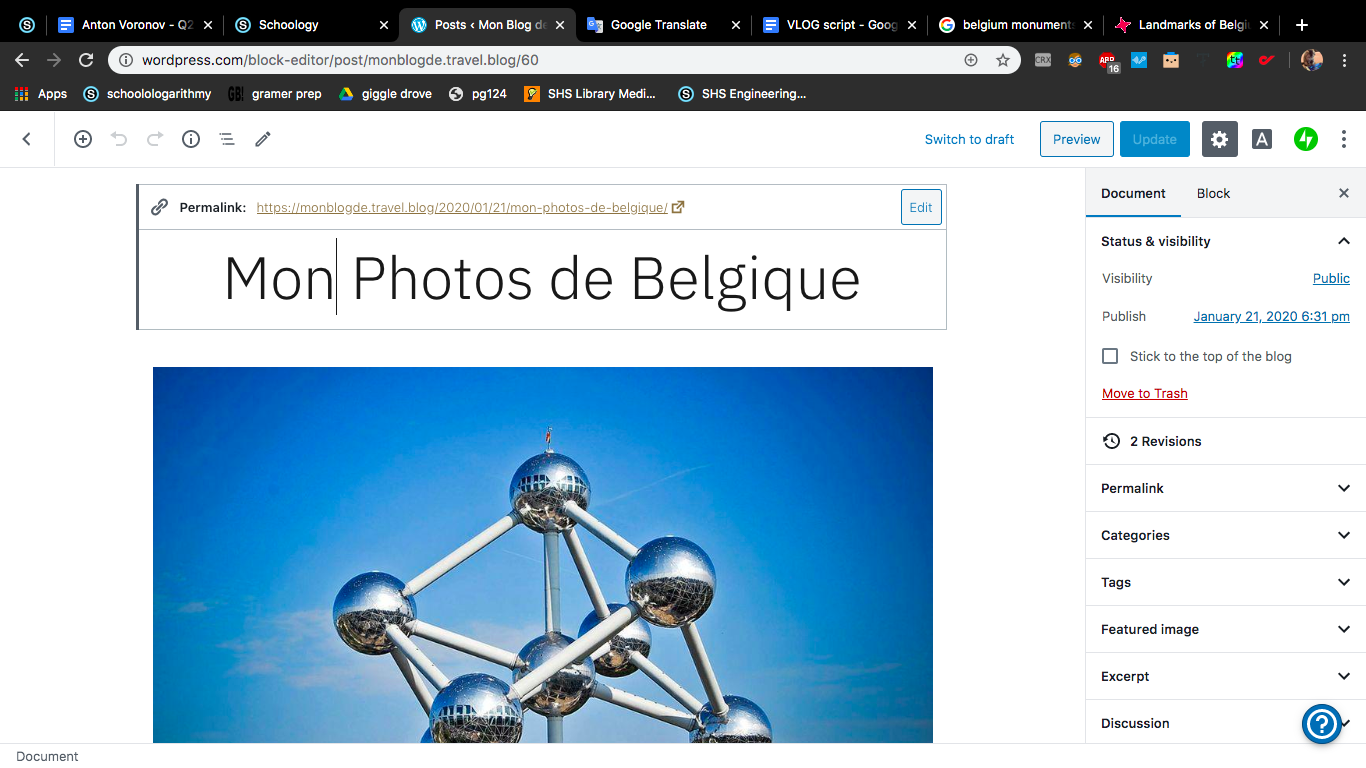 Anton Voronov - Q2
Schoology
Posts ‹ Mon Blog de
Google Translate
VLOG script - Goog
belgium monuments
Landmarks of Belgi
wordpress.com/block-editor/post/monblogde.travel.blog/60
CRX
ABP
16
Apps
schoolologarithmy
GB!
gramer prep
giggle drove
pg124
SHS Library Medi...
SHS Engineering...
Switch to draft
Preview
Update
A
Permalink: https://monblogde.travel.blog/2020/01/21/mon-photos-de-belgique/
Edit
Mon Photos de Belgique
Document
Block
Status & visibility
Visibility
Public
Publish
January 21, 2020 6:31 pm
Stick to the top of the blog
Move to Trash
2 Revisions
Permalink
Categories
Tags
Featured image
Excerpt
Discussion
Document